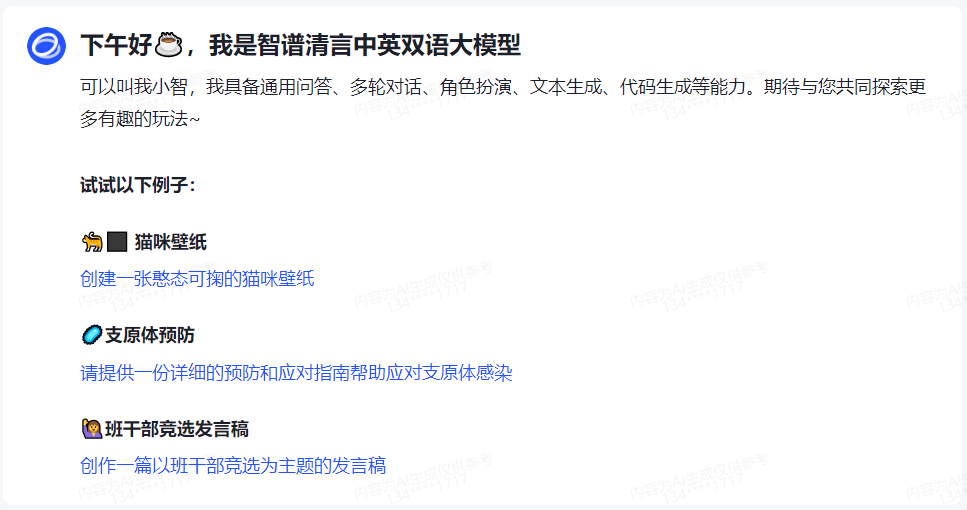 下午好☕，我是智谱清言中英双语大模型
可以叫我小智，我具备通用问答、多轮对话、角色扮演、文本生成、代码生成等能力。期待与您共同探索更
多有趣的玩法~
试试以下例子：
🐈⬛ 猫咪壁纸
创建一张憨态可掬的猫咪壁纸
🦠支原体预防
请提供一份详细的预防和应对指南帮助应对支原体感染
🙋‍♀️班干部竞选发言稿
创作一篇以班干部竞选为主题的发言稿
内容为AI生成仅供参考
134****1717